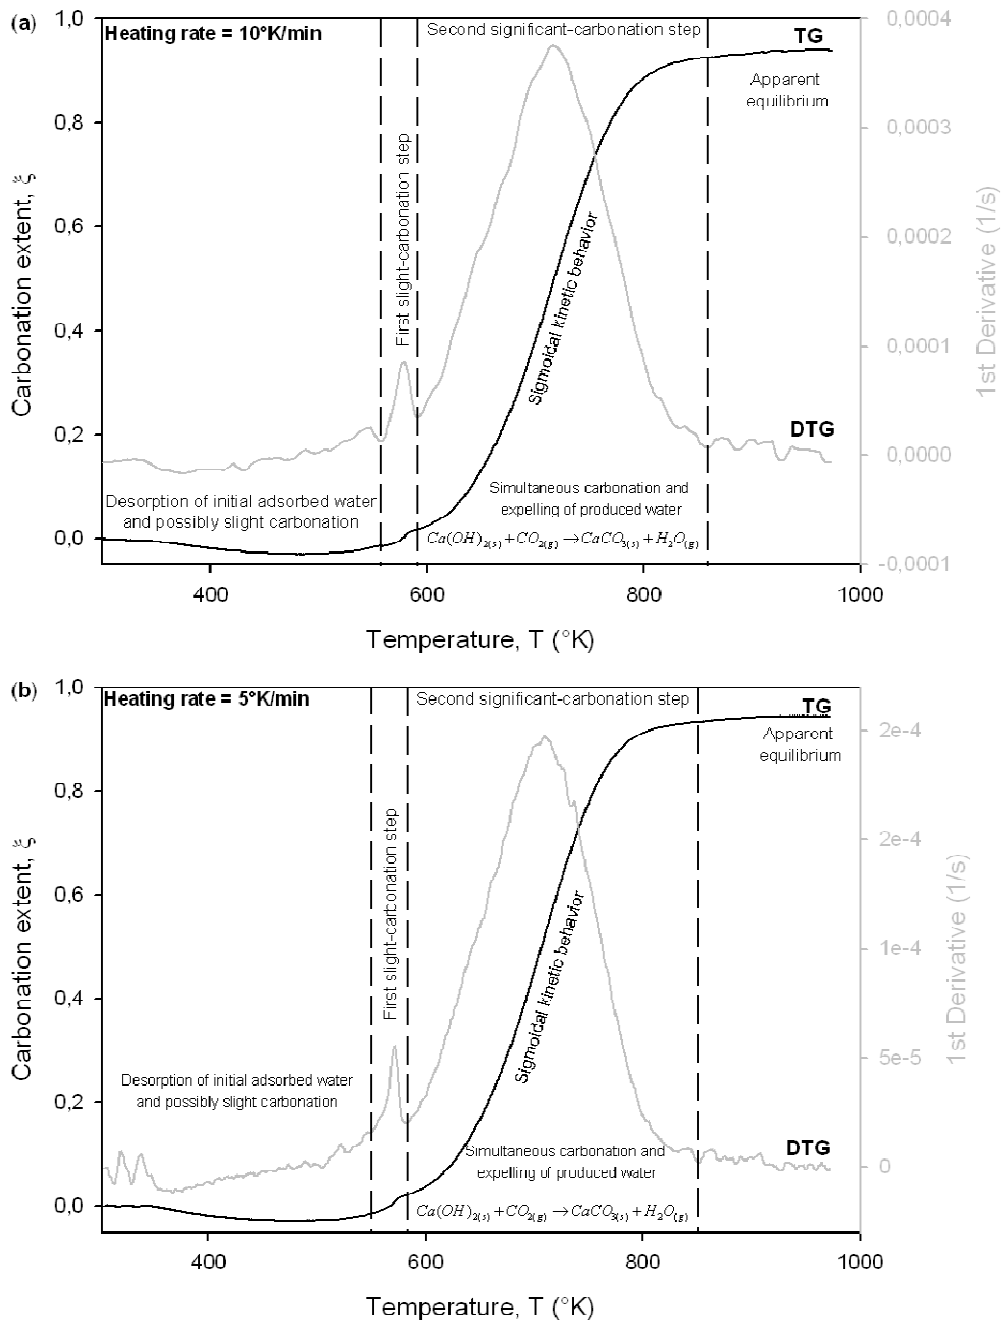 (a)
Heating rate = 10°K/min
Second significant-carbonation step
TG
Apparent
equilibrium
First slight-carbonation step
Sigmoidal kinetic behavior
DTG
Desorption of initial adsorbed water
and possibly slight carbonation
Simultaneous carbonation and
expelling of produced water
Ca(OH)2(s) + CO2(g) → CaCO3(s) + H2O(g)
Carbonation extent, ξ
1,0
0,8
0,6
0,4
0,2
0,0
0,0004
0,0003
0,0002
0,0001
0,0000
-0,0001
1st Derivative (1/s)
400
600
800
1000
Temperature, T (°K)
(b)
Heating rate = 5°K/min
Second significant-carbonation step
TG
Apparent
equilibrium
First slight-carbonation step
Sigmoidal kinetic behavior
Desorption of initial adsorbed water
and possibly slight carbonation
DTG
Simultaneous carbonation and
expelling of produced water
Ca(OH)2(s) + CO2(g) → CaCO3(s) + H2O(g)
Carbonation extent, ξ
1,0
0,8
0,6
0,4
0,2
0,0
2e-4
2e-4
1e-4
5e-5
0
1st Derivative (1/s)
400
600
800
1000
Temperature, T (°K)